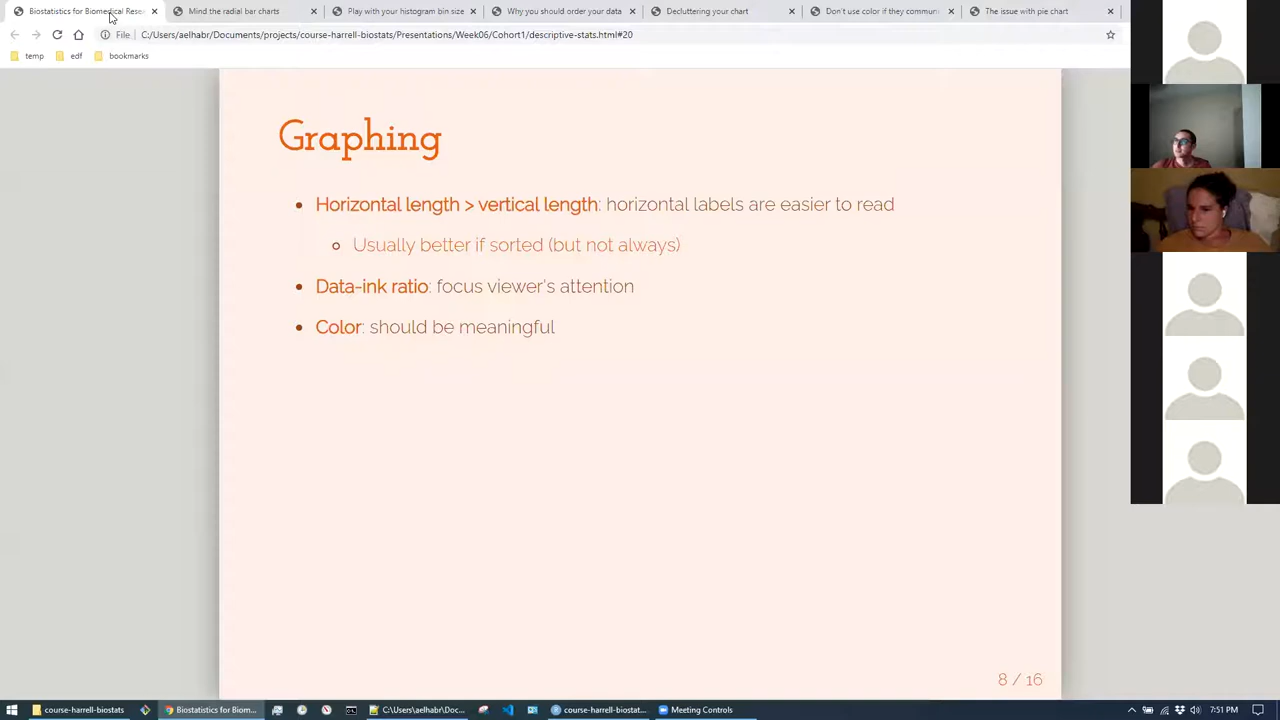 Biostatistics for Biomedical Rese
Mind the radial bar charts
Play with your histogram bin size
Why you should order your data
Decluttering your chart
Don't use color if they communi
The issue with pie chart
File
C:/Users/aelhabr/Documents/projects/course-harrell-biostats/Presentations/Week06/Cohort1/descriptive-stats.html#20
temp
edf
bookmarks
Graphing
Horizontal length > vertical length: horizontal labels are easier to read
Usually better if sorted (but not always)
Data-ink ratio: focus viewer's attention
Color: should be meaningful
8 / 16
course-harrell-biostats
Biostatistics for Biom...
C:\Users\aelhabr\Doc...
course-harrell-biostat...
Meeting Controls
7:51 PM